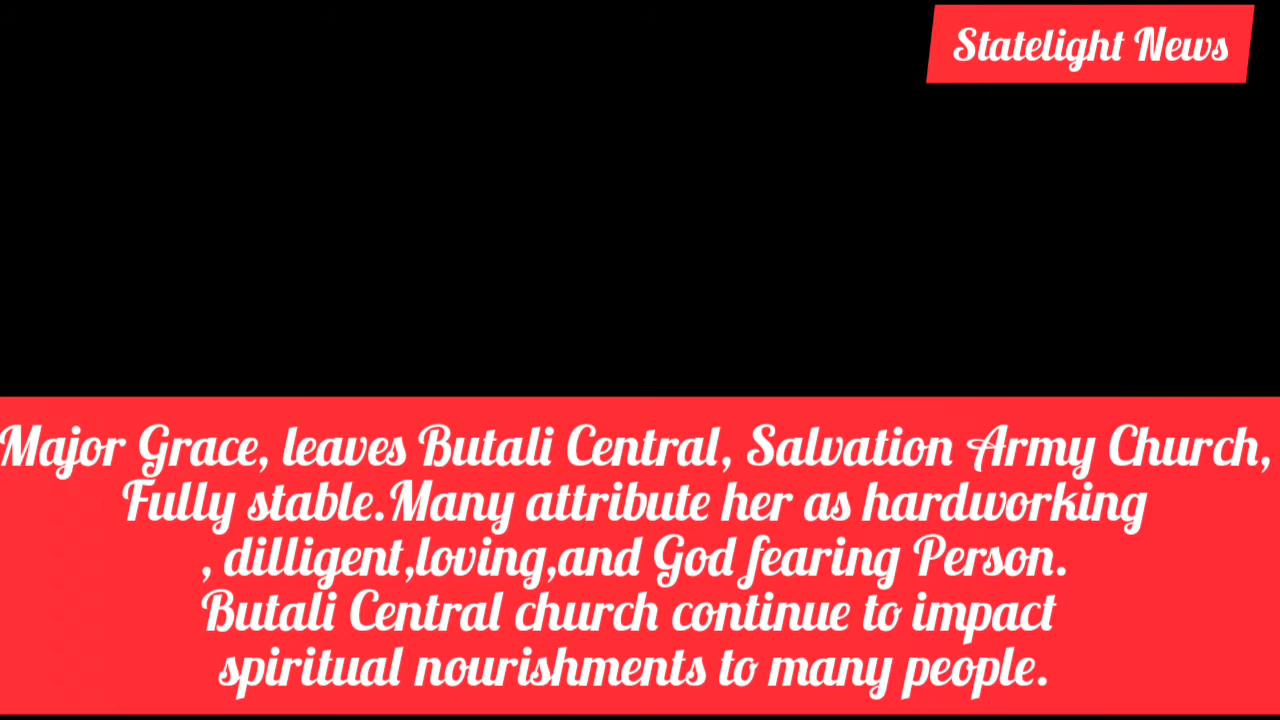 Statelight News
Major Grace, leaves Butali Central, Salvation Army Church,
Fully stable.Many attribute her as hardworking
, dilligent,loving,and God fearing Person.
Butali Central church continue to impact
spiritual nourishments to many people.